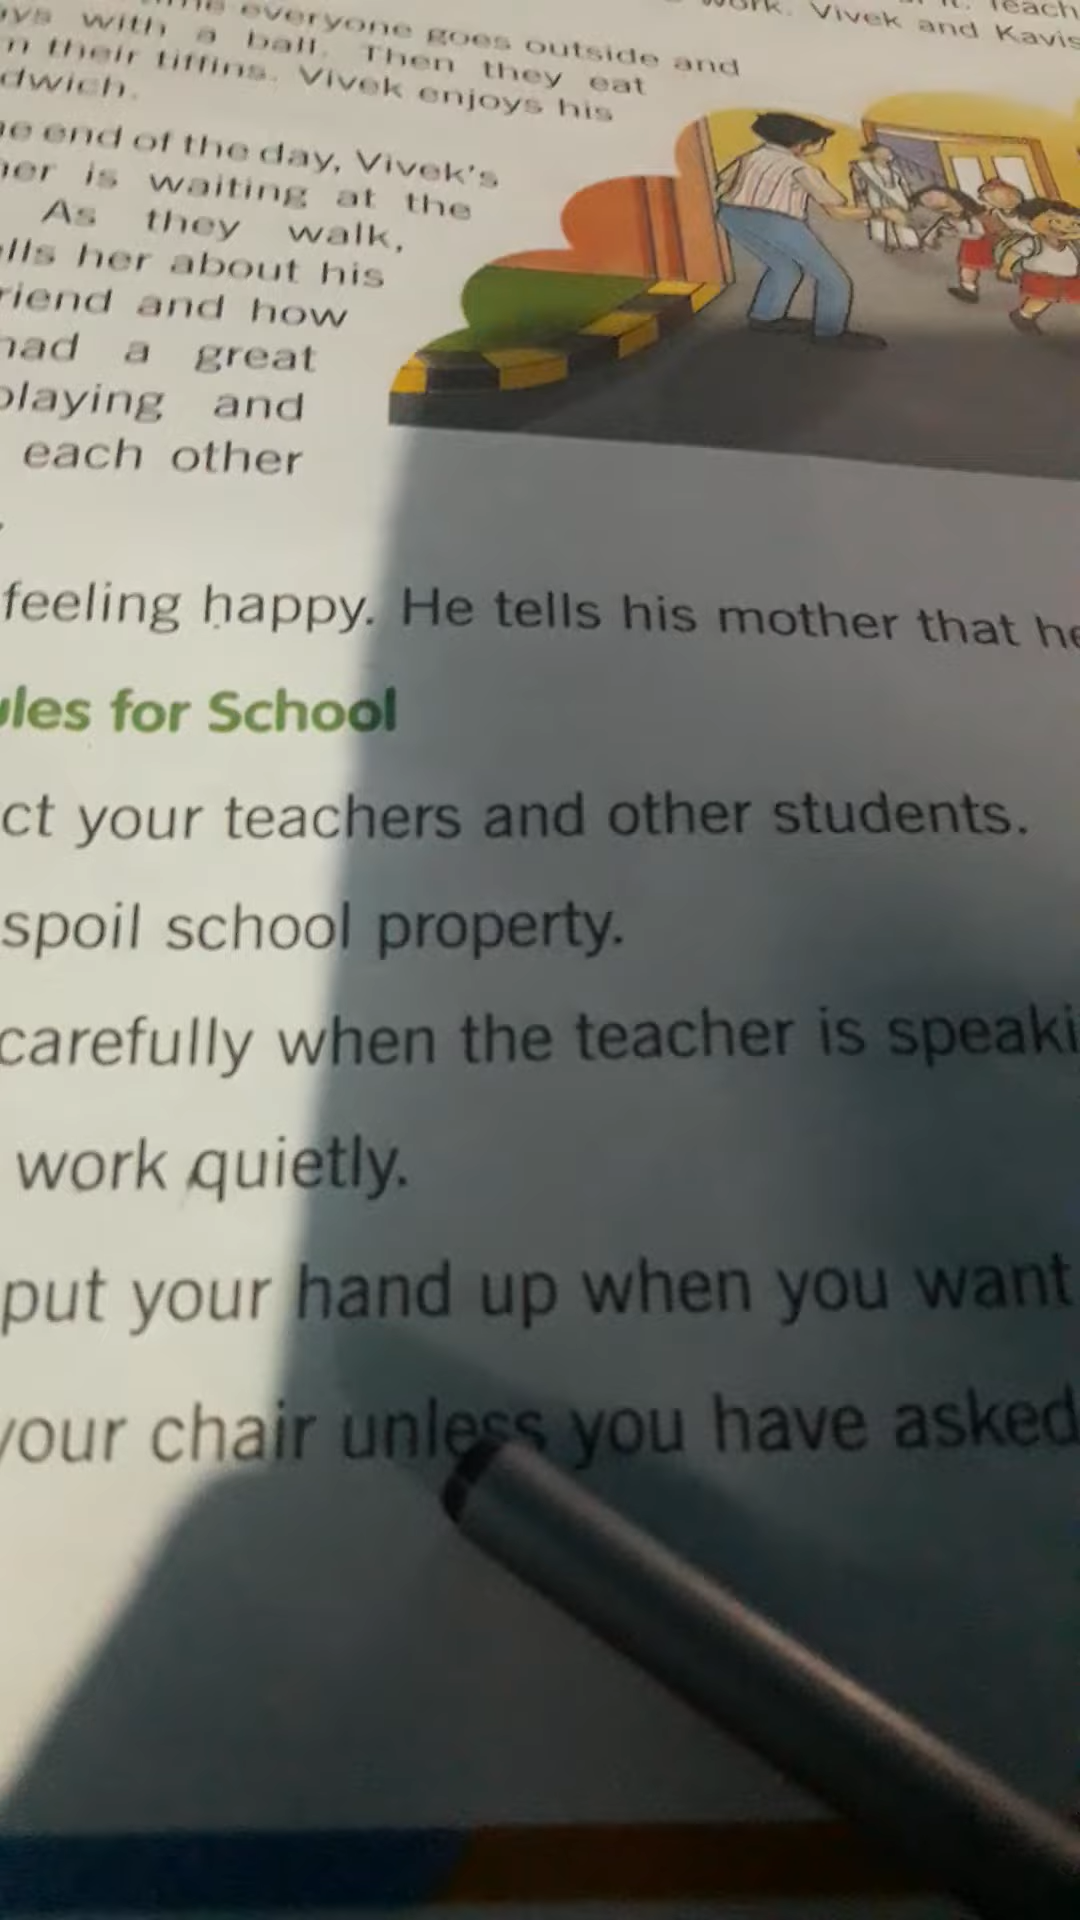 everyone goes outside and
with a ball. Then they eat
their tiffins. Vivek enjoys his
work.
Vivek and
end of the day, Vivek's
is waiting at the
As they walk,
her about his
and how
a great
and
each other
feeling happy. He tells his mother that
for School
your teachers and other students.
spoil school property.
carefully when the teacher is
work quietly.
put your hand up when you want
your chair unless you have asked